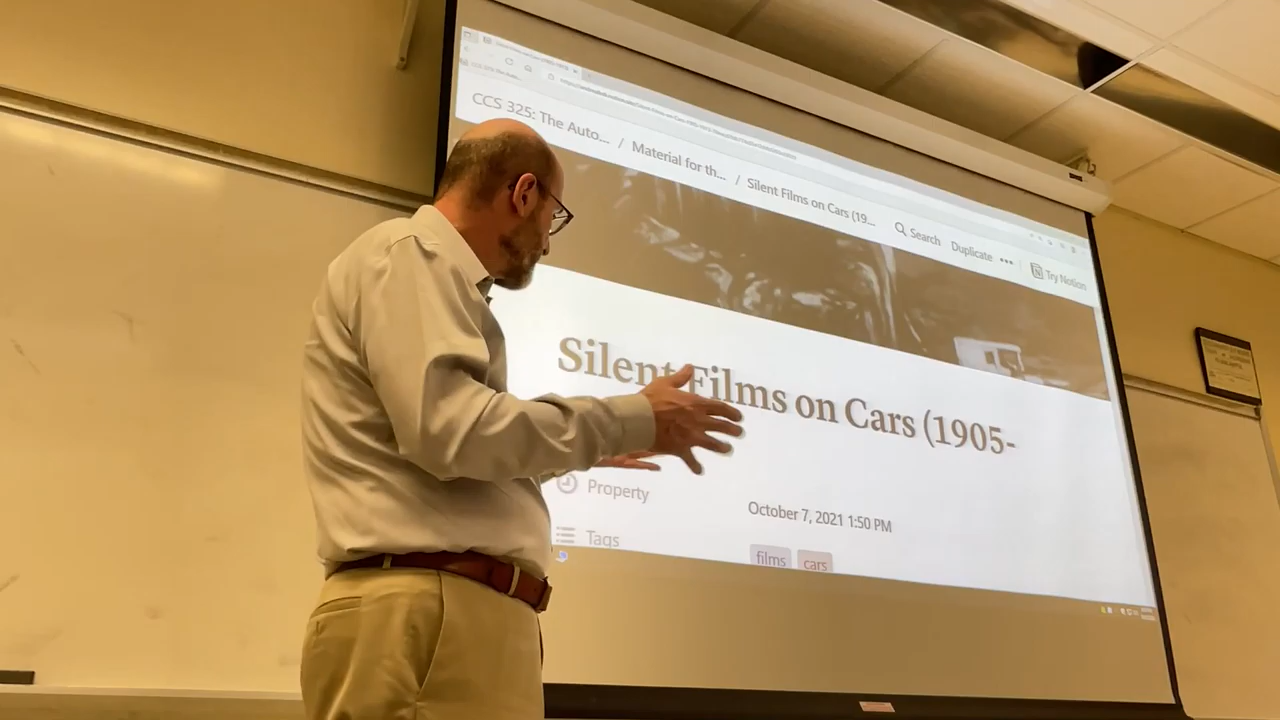 CCS 325: The Auto... / Material for th... / Silent Films on Cars (19... Search Duplicate ••• Try Notion
Silent Films on Cars (1905-
Property October 7, 2021 1:50 PM
Tags films cars